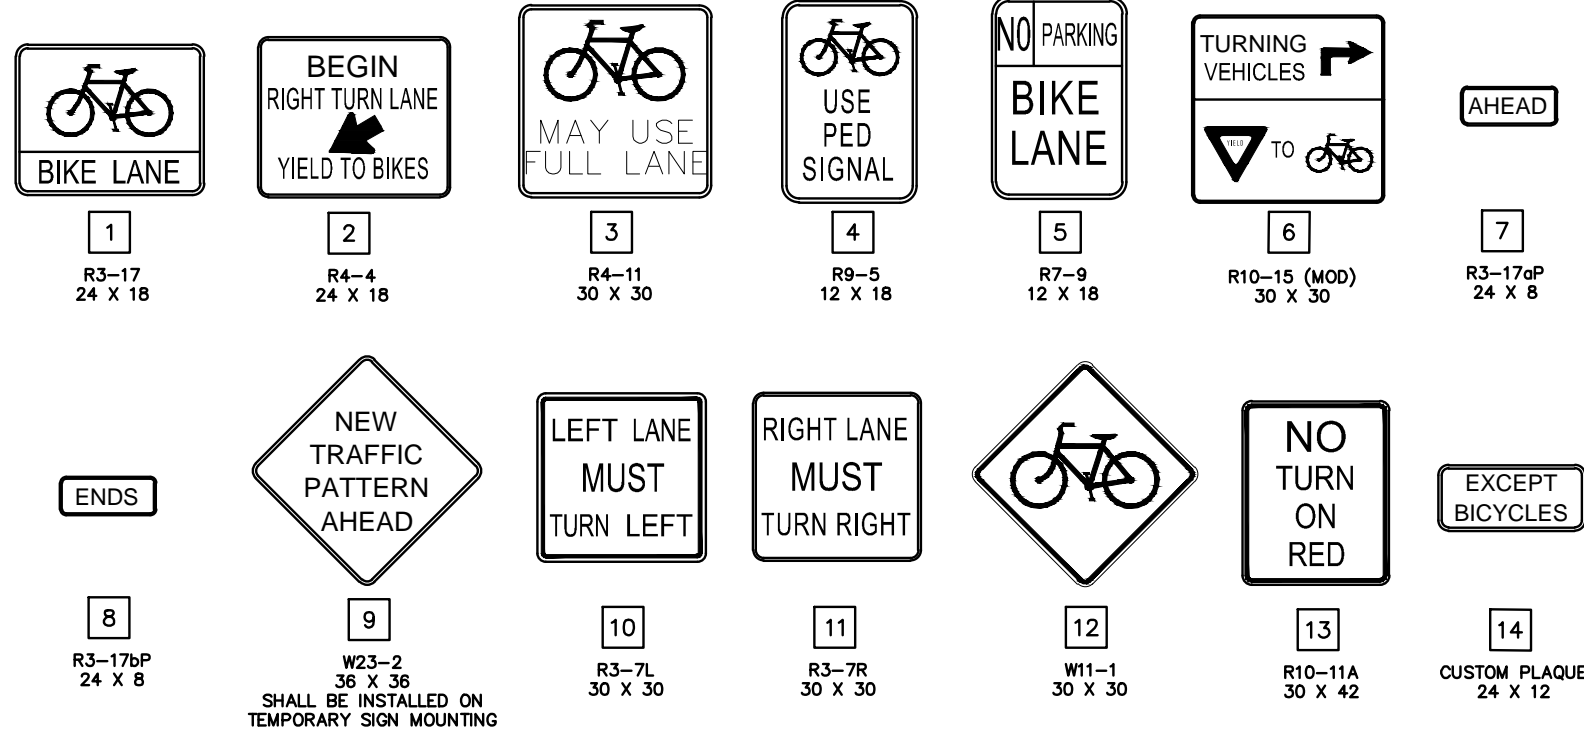 BIKE LANE
1
R3-17
24 X 18
BEGIN
RIGHT TURN LANE
YIELD TO BIKES
2
R4-4
24 X 18
MAY USE
FULL LANE
3
R4-11
30 X 30
USE
PED
SIGNAL
4
R9-5
12 X 18
NO PARKING
BIKE
LANE
5
R7-9
12 X 18
TURNING
VEHICLES
YIELD TO
6
R10-15 (MOD)
30 X 30
AHEAD
7
R3-17aP
24 X 8
ENDS
8
R3-17bP
24 X 8
NEW
TRAFFIC
PATTERN
AHEAD
9
W23-2
36 X 36
SHALL BE INSTALLED ON
TEMPORARY SIGN MOUNTING
LEFT LANE
MUST
TURN LEFT
10
R3-7L
30 X 30
RIGHT LANE
MUST
TURN RIGHT
11
R3-7R
30 X 30
12
W11-1
30 X 30
NO
TURN
ON
RED
13
R10-11A
30 X 42
EXCEPT
BICYCLES
14
CUSTOM PLAQUE
24 X 12